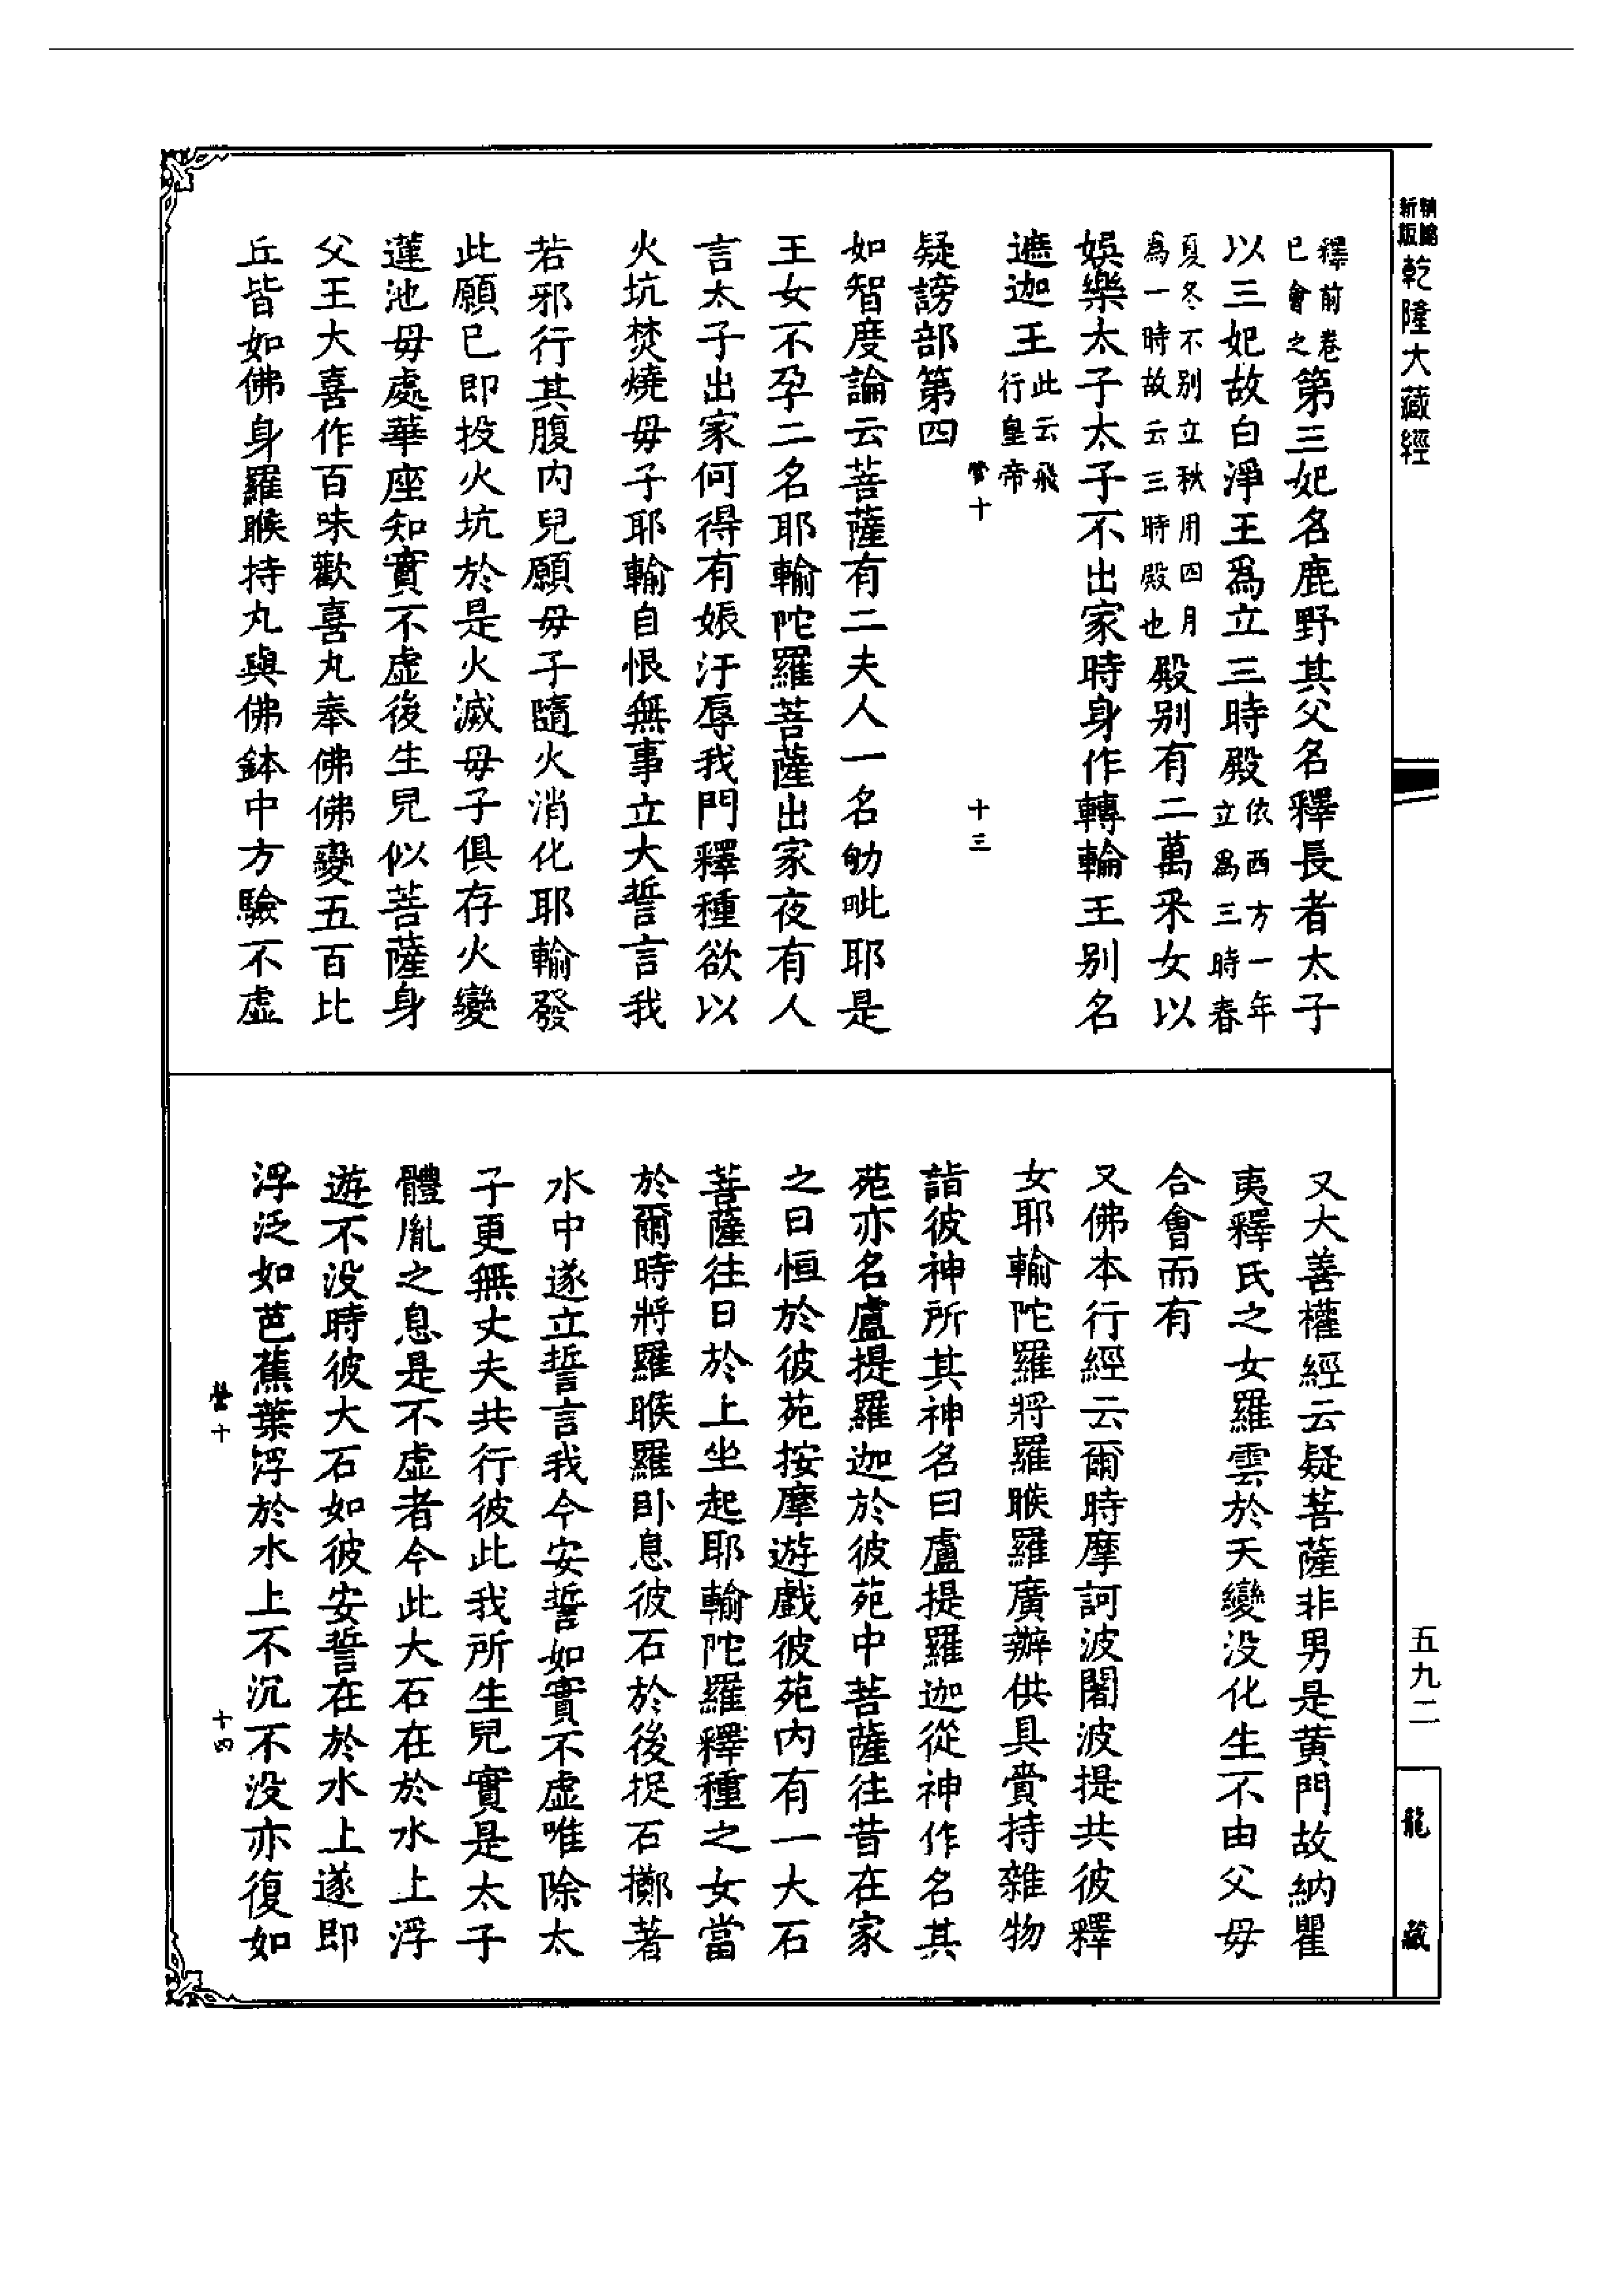 精縮
新版
乾隆大藏經
五九二
龍藏
釋前卷
已會之
第三妃名鹿野其父名釋長者太子
以三妃故白淨王爲立三時殿
依西方一年
立爲三時春
夏冬不别立秋用四月
爲一時故云三時殿也
殿别有二萬釆女以
娛樂太子太子不出家時身作轉輪王别名
遮迦王
此云飛
行皇帝
營十
十三
疑謗部第四
如智度論云菩薩有二夫人一名劬毗耶是
王女不孕二名耶輸陀羅菩薩出家夜有人
言太子出家何得有娠汙辱我門釋種欲以
火坑焚燒毋子耶輸自恨無事立大誓言我
若邪行其腹内兒願毋子隨火消化耶輸發
此願已即投火坑於是火滅毋子俱存火變
蓮池毋處華座知實不虛後生兒似菩薩身
父王大喜作百味歡喜丸奉佛佛變五百比
丘皆如佛身羅睺持丸與佛鉢中方驗不虛
又大善權經云疑菩薩非男是黄門故納瞿
夷釋氏之女羅雲於天變没化生不由父毋
合會而有
又佛本行經云爾時摩訶波闍波提共彼釋
女耶輸陀羅將羅睺羅廣辦供具賷持雜物
詣彼神所其神名曰盧提羅迦從神作名其
苑亦名盧提羅迦於彼苑中菩薩往昔在家
之日恒於彼苑按摩遊戲彼苑内有一大石
菩薩往日於上坐起耶輸陀羅釋種之女當
於爾時將羅睺羅卧息彼石於後捉石擲著
水中遂立誓言我今安誓如實不虛唯除太
子更無丈夫共行彼此我所生兒實是太子
體胤之息是不虛者今此大石在於水上浮
遊不没時彼大石如彼安誓在於水上遂即
浮泛如芭蕉葉浮於水上不沉不没亦復如
營十
十四